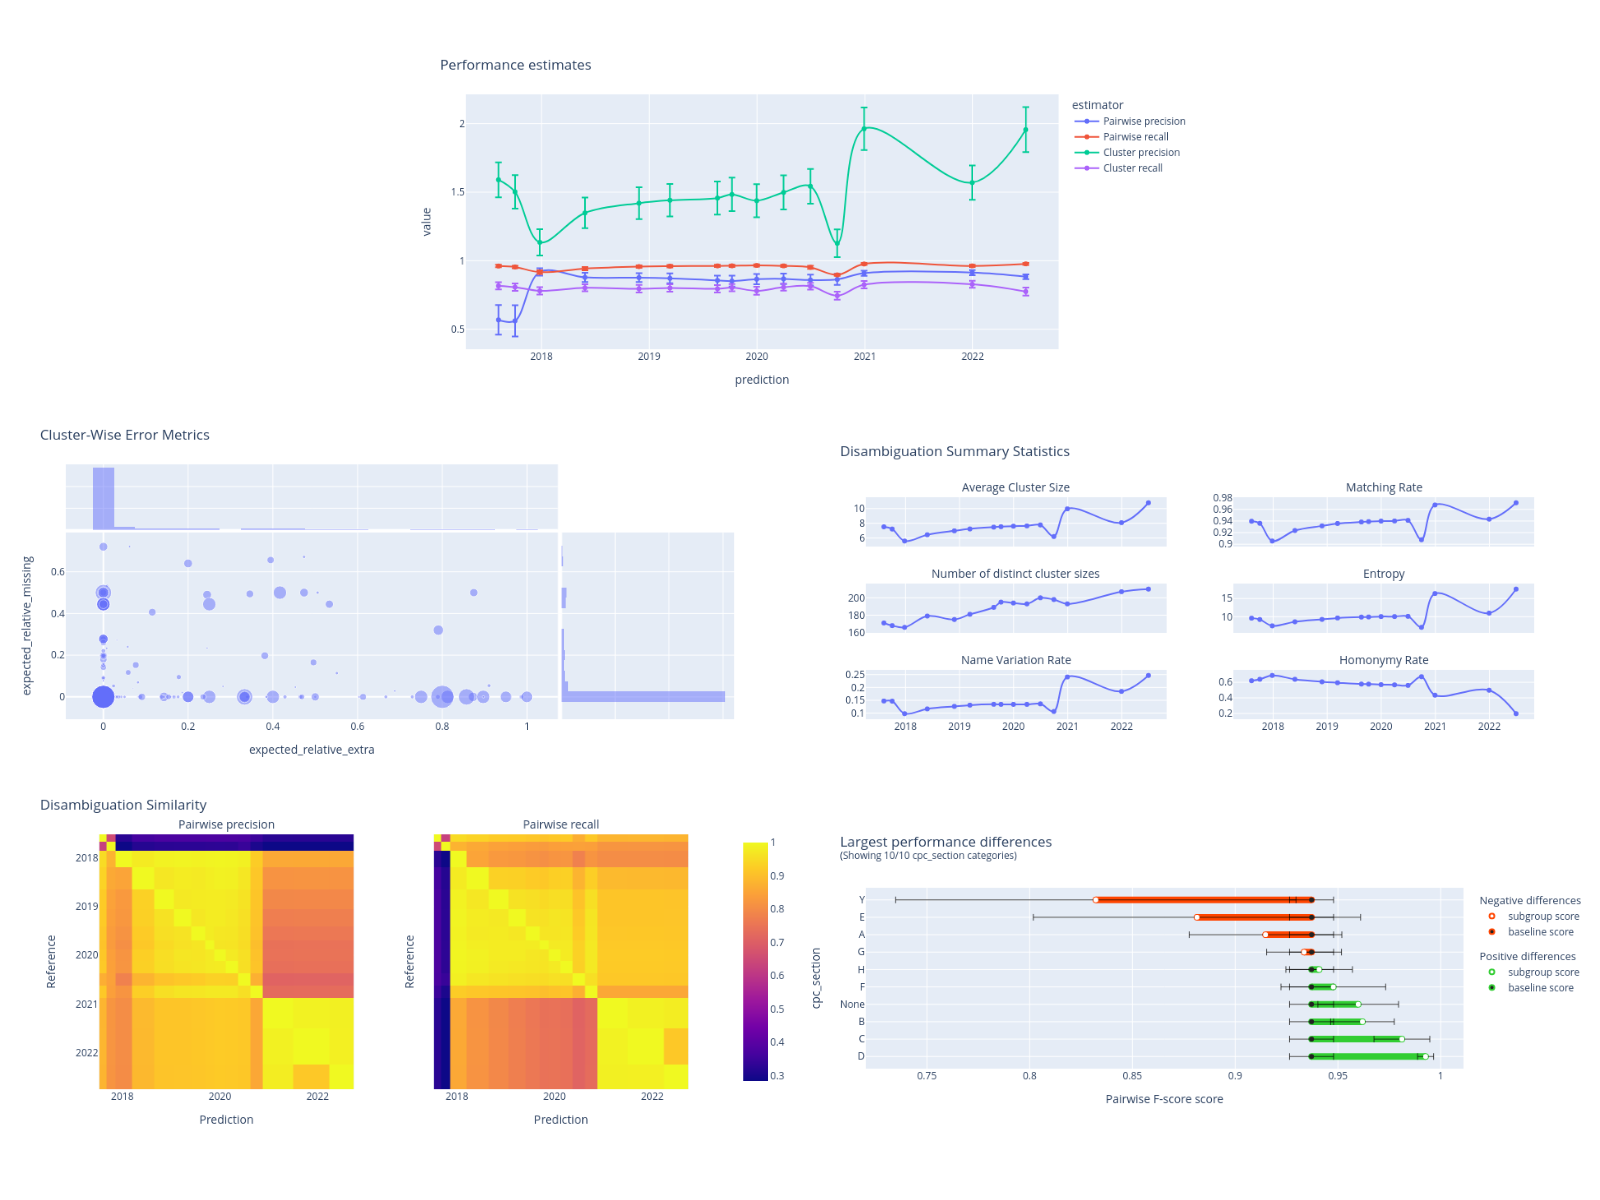 Performance estimates
estimator
Pairwise precision
Pairwise recall
Cluster precision
Cluster recall
value
2
1.5
1
0.5
2018 2019 2020 2021 2022
prediction
Cluster-Wise Error Metrics
expected_relative_missing
0.6
0.4
0.2
0
0 0.2 0.4 0.6 0.8 1
expected_relative_extra
Disambiguation Summary Statistics
Average Cluster Size
10
8
6
Matching Rate
0.98
0.96
0.94
0.92
0.9
Number of distinct cluster sizes
200
180
160
Entropy
15
10
Name Variation Rate
0.25
0.2
0.15
0.1
2018 2019 2020 2021 2022
Homonymy Rate
0.6
0.4
0.2
2018 2019 2020 2021 2022
Disambiguation Similarity
Pairwise precision
Reference
2018
2019
2020
2021
2022
2018 2020 2022
Prediction
Pairwise recall
Reference
2018 2020 2022
Prediction
1
0.9
0.8
0.7
0.6
0.5
0.4
0.3
Largest performance differences
(Showing 10/10 cpc_section categories)
cpc_section
Y
E
A
G
H
F
None
B
C
D
0.75 0.8 0.85 0.9 0.95 1
Pairwise F-score score
Negative differences
subgroup score
baseline score
Positive differences
subgroup score
baseline score